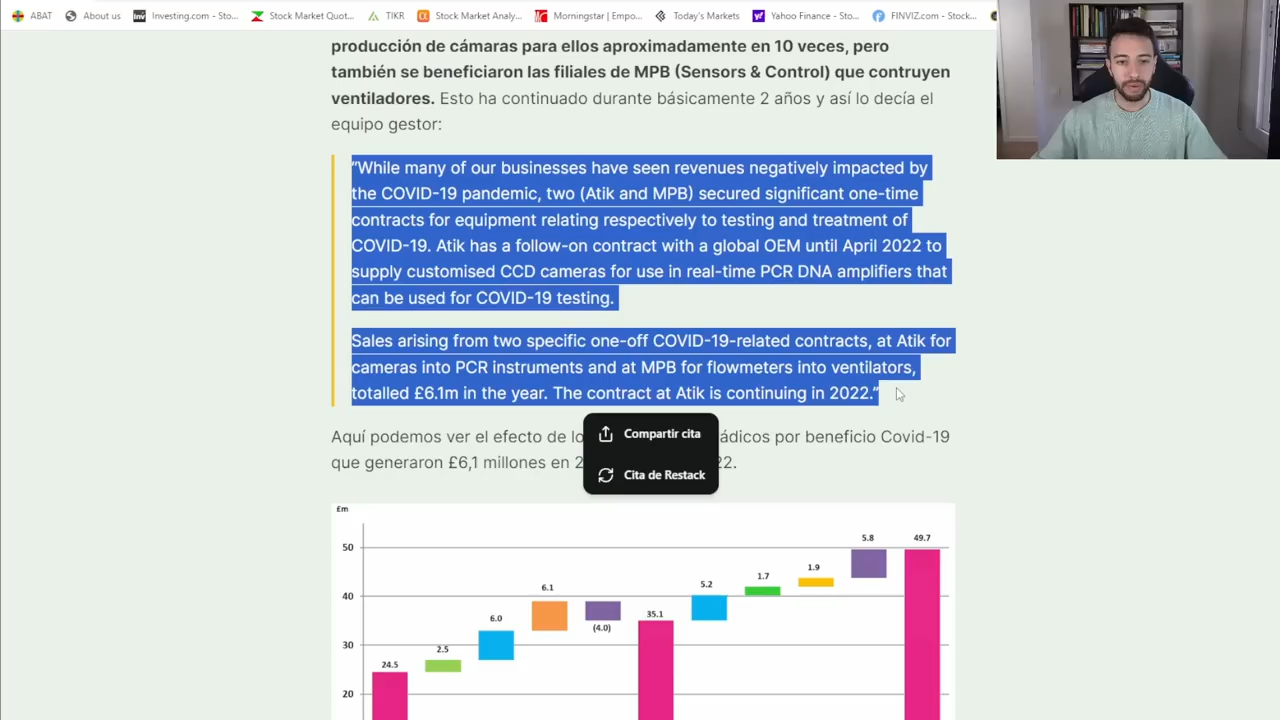 ABAT About us Investing.com - Sto... Stock Market Quot... TIKR Stock Market Analy... Morningstar | Empo... Today's Markets Yahoo Finance - Sto... FINVIZ.com - Stock...
producción de cámaras para ellos aproximadamente en 10 veces, pero
también se beneficiaron las filiales de MPB (Sensors & Control) que contruyen
ventiladores. Esto ha continuado durante básicamente 2 años y así lo decía el
equipo gestor:
“While many of our businesses have seen revenues negatively impacted by
the COVID-19 pandemic, two (Atik and MPB) secured significant one-time
contracts for equipment relating respectively to testing and treatment of
COVID-19. Atik has a follow-on contract with a global OEM until April 2022 to
supply customised CCD cameras for use in real-time PCR DNA amplifiers that
can be used for COVID-19 testing.
Sales arising from two specific one-off COVID-19-related contracts, at Atik for
cameras into PCR instruments and at MPB for flowmeters into ventilators,
totalled £6.1m in the year. The contract at Atik is continuing in 2022.”
Compartir cita
Cita de Restack
Aquí podemos ver el efecto de lo ádicos por beneficio Covid-19
que generaron £6,1 millones en 2 22.
£m
50
40
30
20
24.5
2.5
6.0
6.1
(4.0)
35.1
5.2
1.7
1.9
5.8
49.7